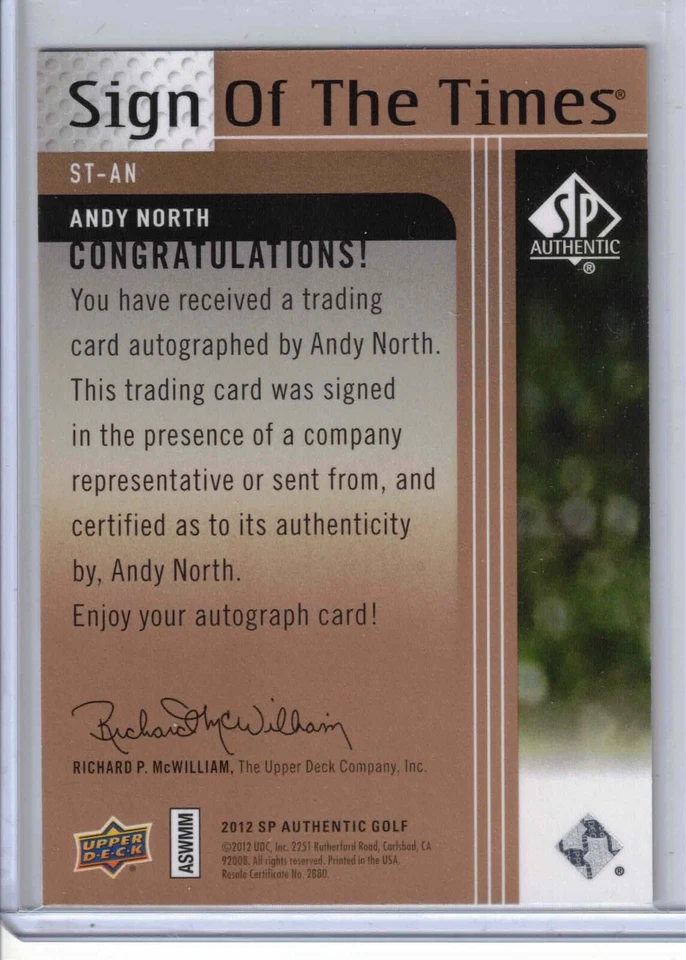 Sign Of The Times®
ST-AN
ANDY NORTH
SP
AUTHENTIC
®
CONGRATULATIONS!
You have received a trading
card autographed by Andy North.
This trading card was signed
in the presence of a company
representative or sent from, and
certified as to its authenticity
by, Andy North.
Enjoy your autograph card!
Richard McWilliam
RICHARD P. McWILLIAM, The Upper Deck Company, Inc.
UPPER
D·E·C·K
®
ASWMM
2012 SP AUTHENTIC GOLF
©2012 UDC, Inc. 2251 Rutherford Road, Carlsbad, CA
92008. All rights reserved. Printed in the USA.
Resale Certificate No. 2880.
®